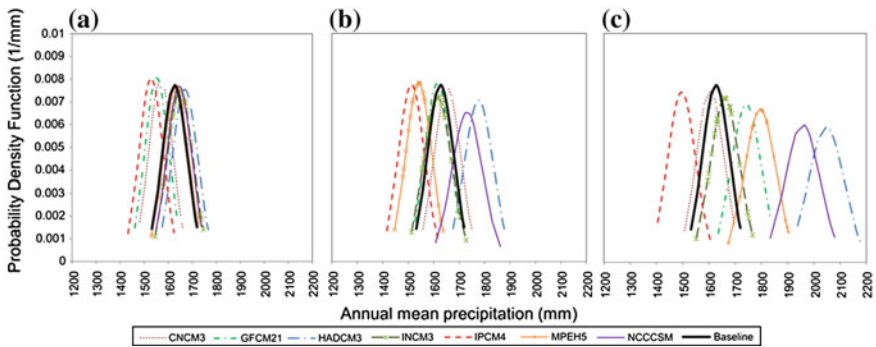 (a) (b) (c)
Probability Density Function (1/mm)
0.01
0.009
0.008
0.007
0.006
0.005
0.004
0.003
0.002
0.001
0
1200 1300 1400 1500 1600 1700 1800 1900 2000 2100 2200
1200 1300 1400 1500 1600 1700 1800 1900 2000 2100 2200
1200 1300 1400 1500 1600 1700 1800 1900 2000 2100 2200
Annual mean precipitation (mm)
CNCM3 GFCM21 HADCM3 INCM3 IPCM4 MPEH5 NCCCSM Baseline